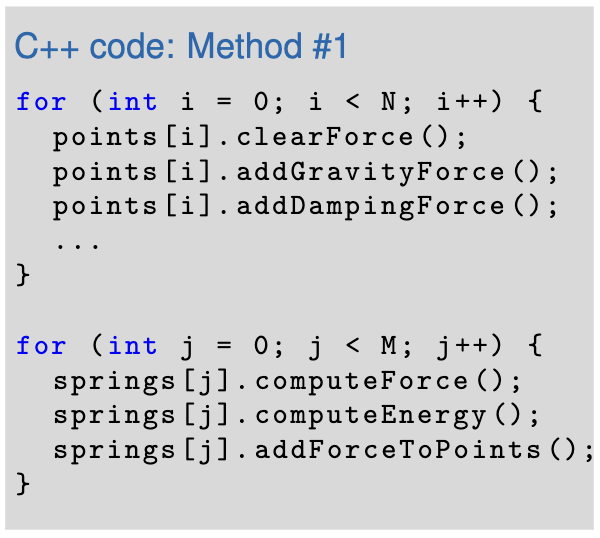 C++ code: Method #1
for (int i = 0; i < N; i++) {
  points[i].clearForce();
  points[i].addGravityForce();
  points[i].addDampingForce();
  ...
}
for (int j = 0; j < M; j++) {
  springs[j].computeForce();
  springs[j].computeEnergy();
  springs[j].addForceToPoints();
}